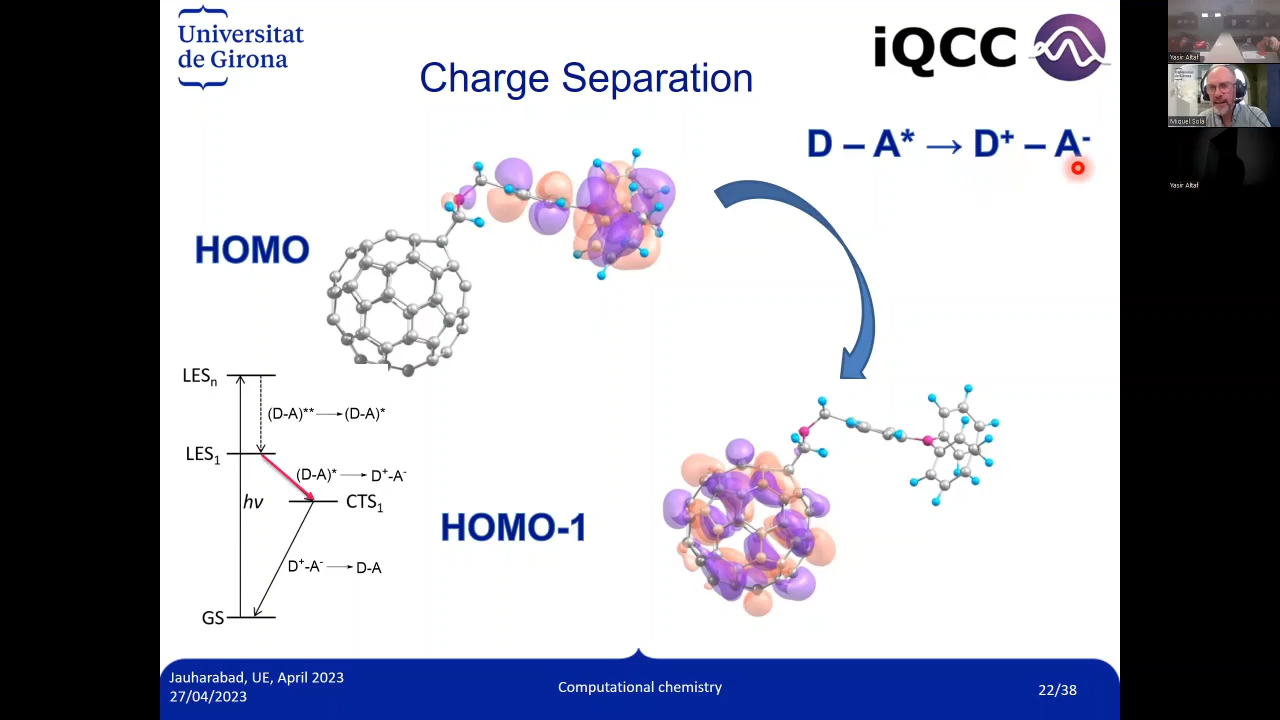 Universitat
de Girona
iQCC
Charge Separation
D – A* → D⁺ – A⁻
HOMO
LESₙ
(D-A)** → (D-A)*
LES₁
(D-A)* → D⁺-A⁻
hν
CTS₁
HOMO-1
D⁺-A⁻ → D-A
GS
Jauharabad, UE, April 2023
27/04/2023
Computational chemistry
22/38
Yasir Altaf
Miquel Solà
Yasir Altaf